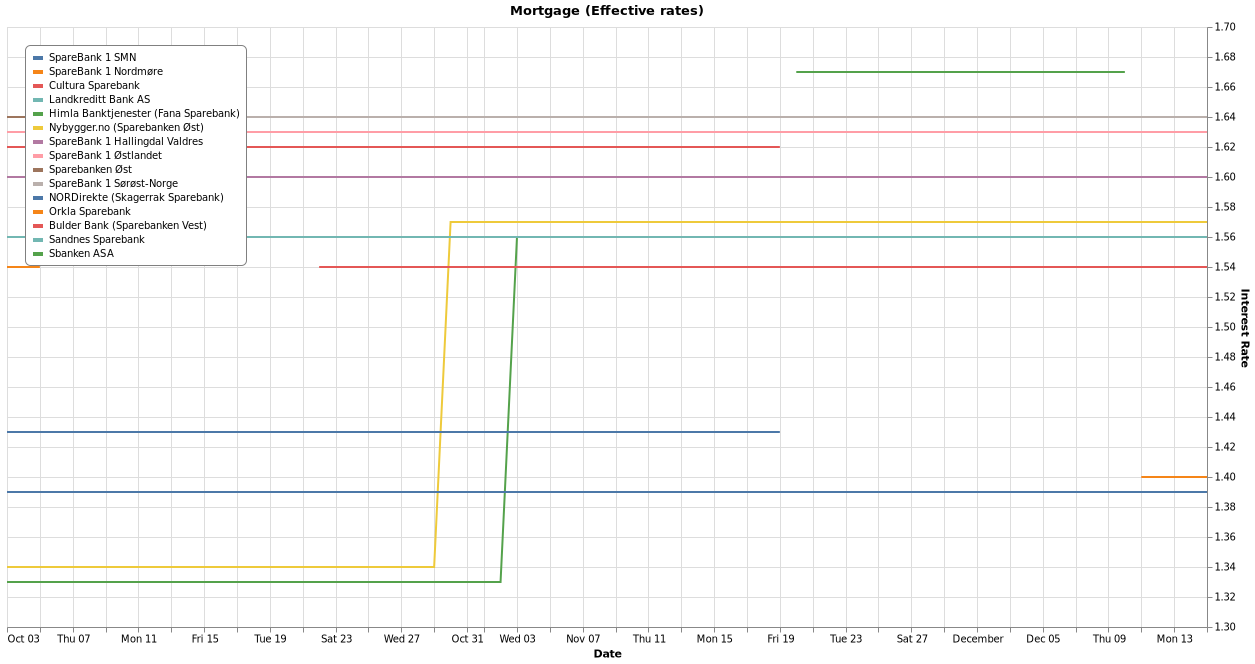 Mortgage (Effective rates)
SpareBank 1 SMN
SpareBank 1 Nordmøre
Cultura Sparebank
Landkreditt Bank AS
Himla Banktjenester (Fana Sparebank)
Nybygger.no (Sparebanken Øst)
SpareBank 1 Hallingdal Valdres
SpareBank 1 Østlandet
Sparebanken Øst
SpareBank 1 Sørøst-Norge
NORDirekte (Skagerrak Sparebank)
Orkla Sparebank
Bulder Bank (Sparebanken Vest)
Sandnes Sparebank
Sbanken ASA
1.70
1.68
1.66
1.64
1.62
1.60
1.58
1.56
1.54
1.52
1.50
1.48
1.46
1.44
1.42
1.40
1.38
1.36
1.34
1.32
1.30
Interest Rate
Oct 03 Thu 07 Mon 11 Fri 15 Tue 19 Sat 23 Wed 27 Oct 31 Wed 03 Nov 07 Thu 11 Mon 15 Fri 19 Tue 23 Sat 27 December Dec 05 Thu 09 Mon 13
Date